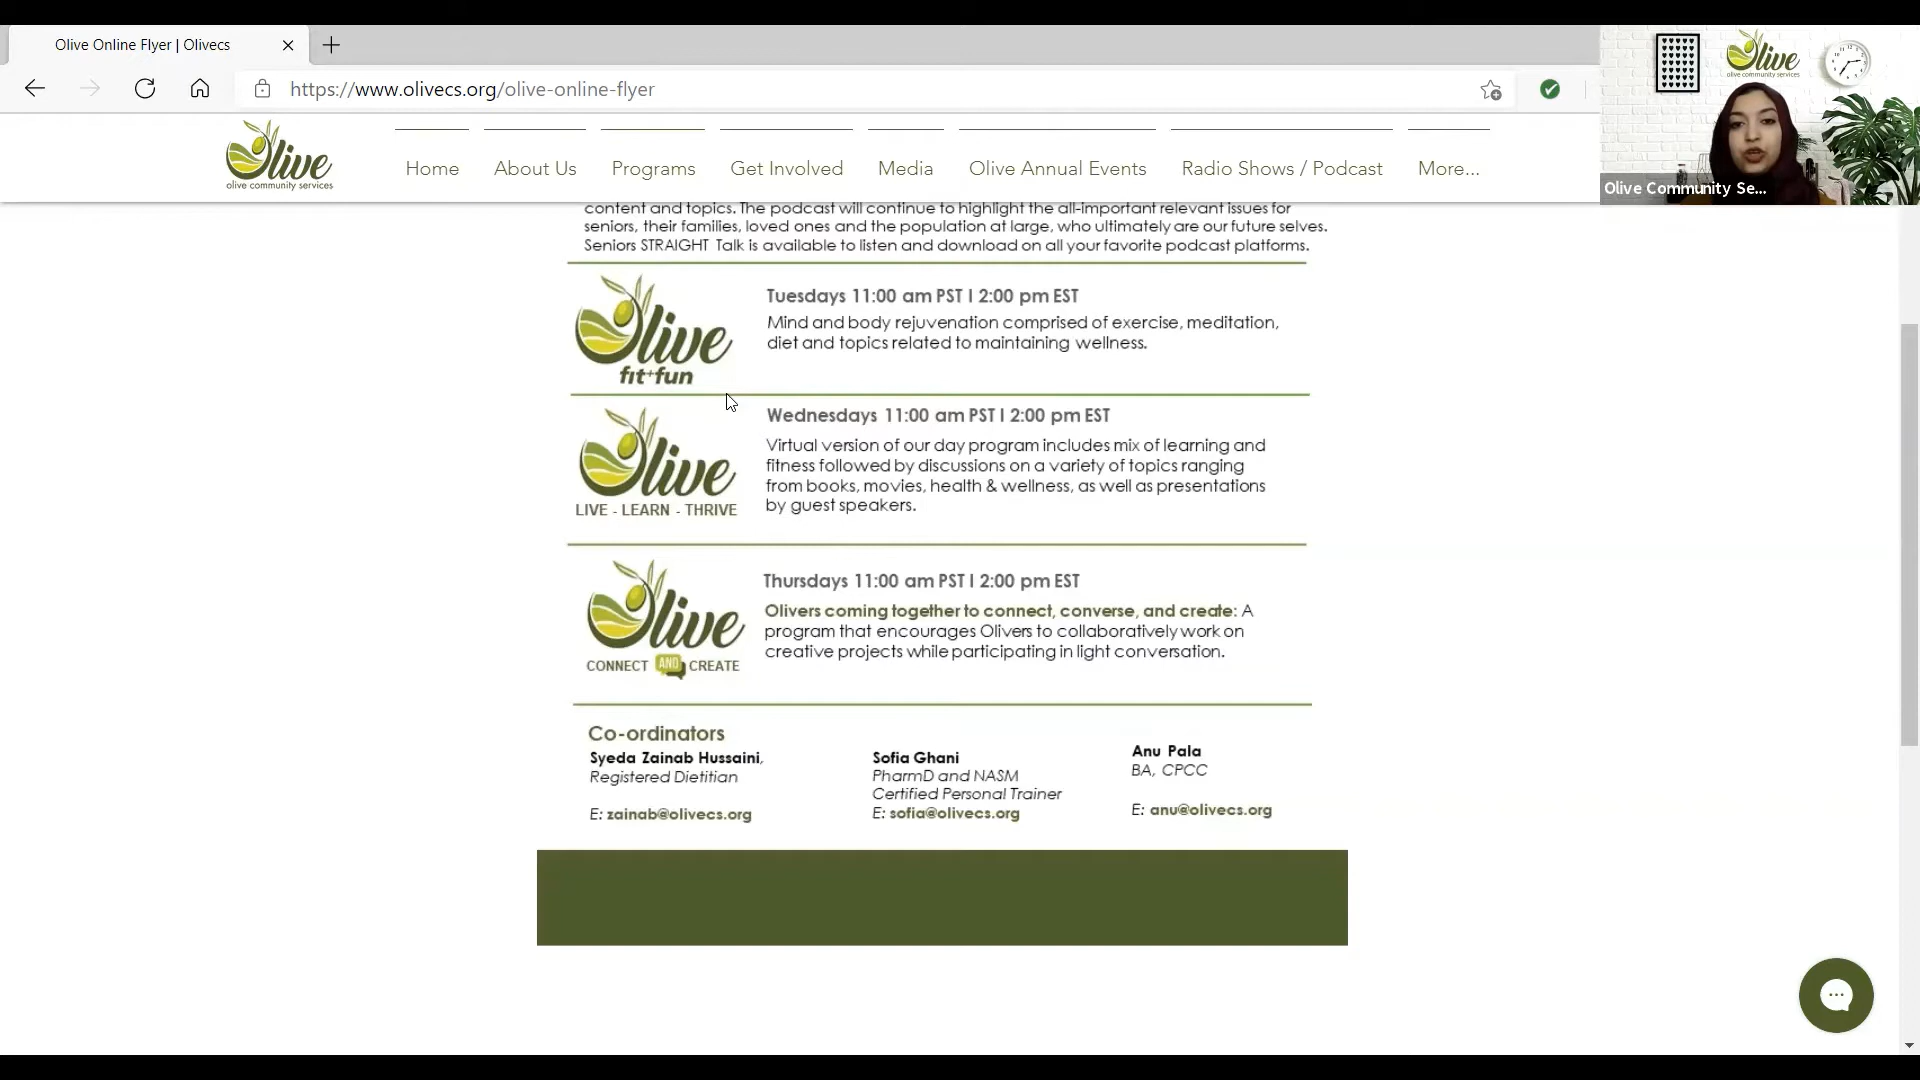 Olive Online Flyer | Olivecs
https://www.olivecs.org/olive-online-flyer
Olive
olive community services
Home About Us Programs Get Involved Media Olive Annual Events Radio Shows / Podcast More...
Olive
olive community services
Olive Community Se...
content and topics. The podcast will continue to highlight the all-important relevant issues for
seniors, their families, loved ones and the population at large, who ultimately are our future selves.
Seniors STRAIGHT Talk is available to listen and download on all your favorite podcast platforms.
Olive
fit+fun
Tuesdays 11:00 am PST I 2:00 pm EST
Mind and body rejuvenation comprised of exercise, meditation,
diet and topics related to maintaining wellness.
Olive
LIVE - LEARN - THRIVE
Wednesdays 11:00 am PST I 2:00 pm EST
Virtual version of our day program includes mix of learning and
fitness followed by discussions on a variety of topics ranging
from books, movies, health & wellness, as well as presentations
by guest speakers.
Olive
CONNECT AND CREATE
Thursdays 11:00 am PST I 2:00 pm EST
Olivers coming together to connect, converse, and create: A
program that encourages Olivers to collaboratively work on
creative projects while participating in light conversation.
Co-ordinators
Syeda Zainab Hussaini,
Registered Dietitian
E: zainab@olivecs.org
Sofia Ghani
PharmD and NASM
Certified Personal Trainer
E: sofia@olivecs.org
Anu Pala
BA, CPCC
E: anu@olivecs.org